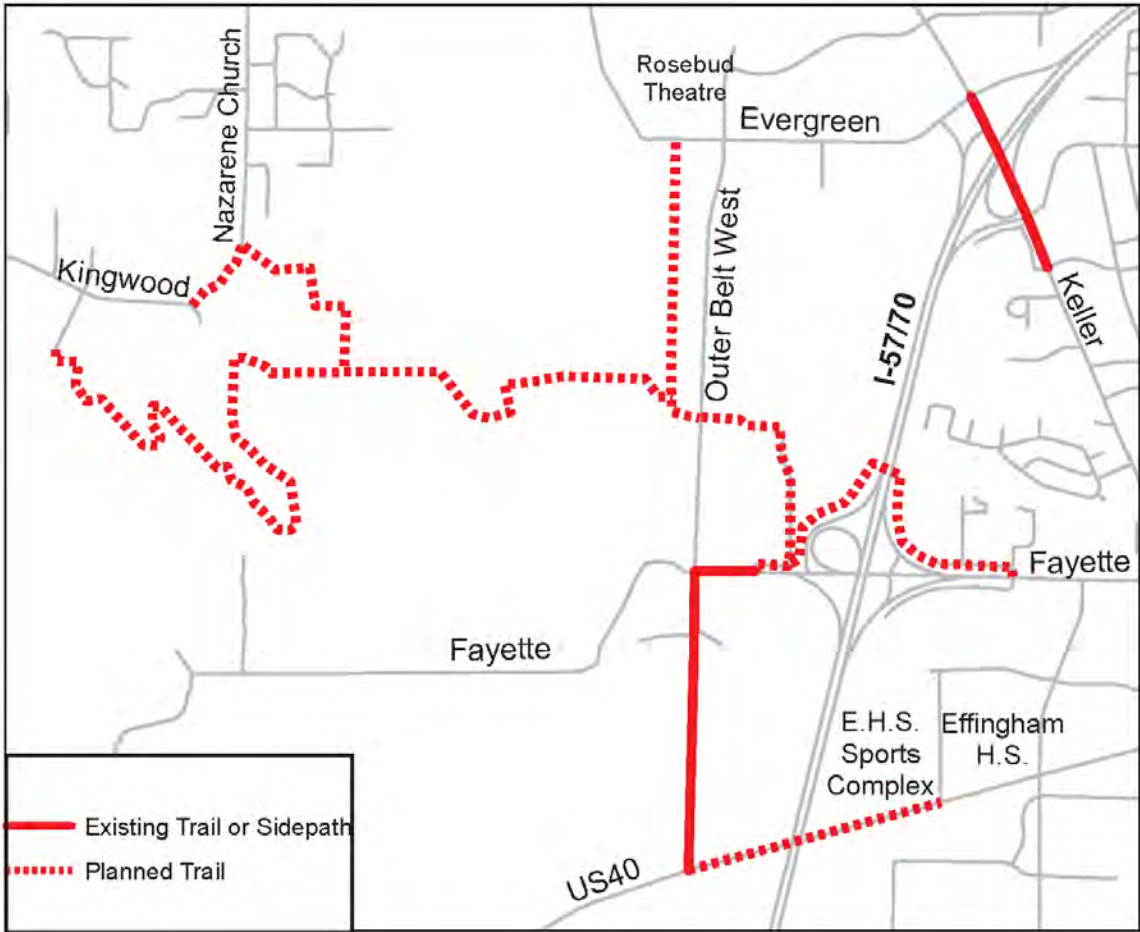 Rosebud
Theatre
Evergreen
Nazarene Church
Kingwood
Outer Belt West
I-57/70
Keller
Fayette
Fayette
E.H.S.
Sports
Complex
Effingham
H.S.
US40
Existing Trail or Sidepath
Planned Trail